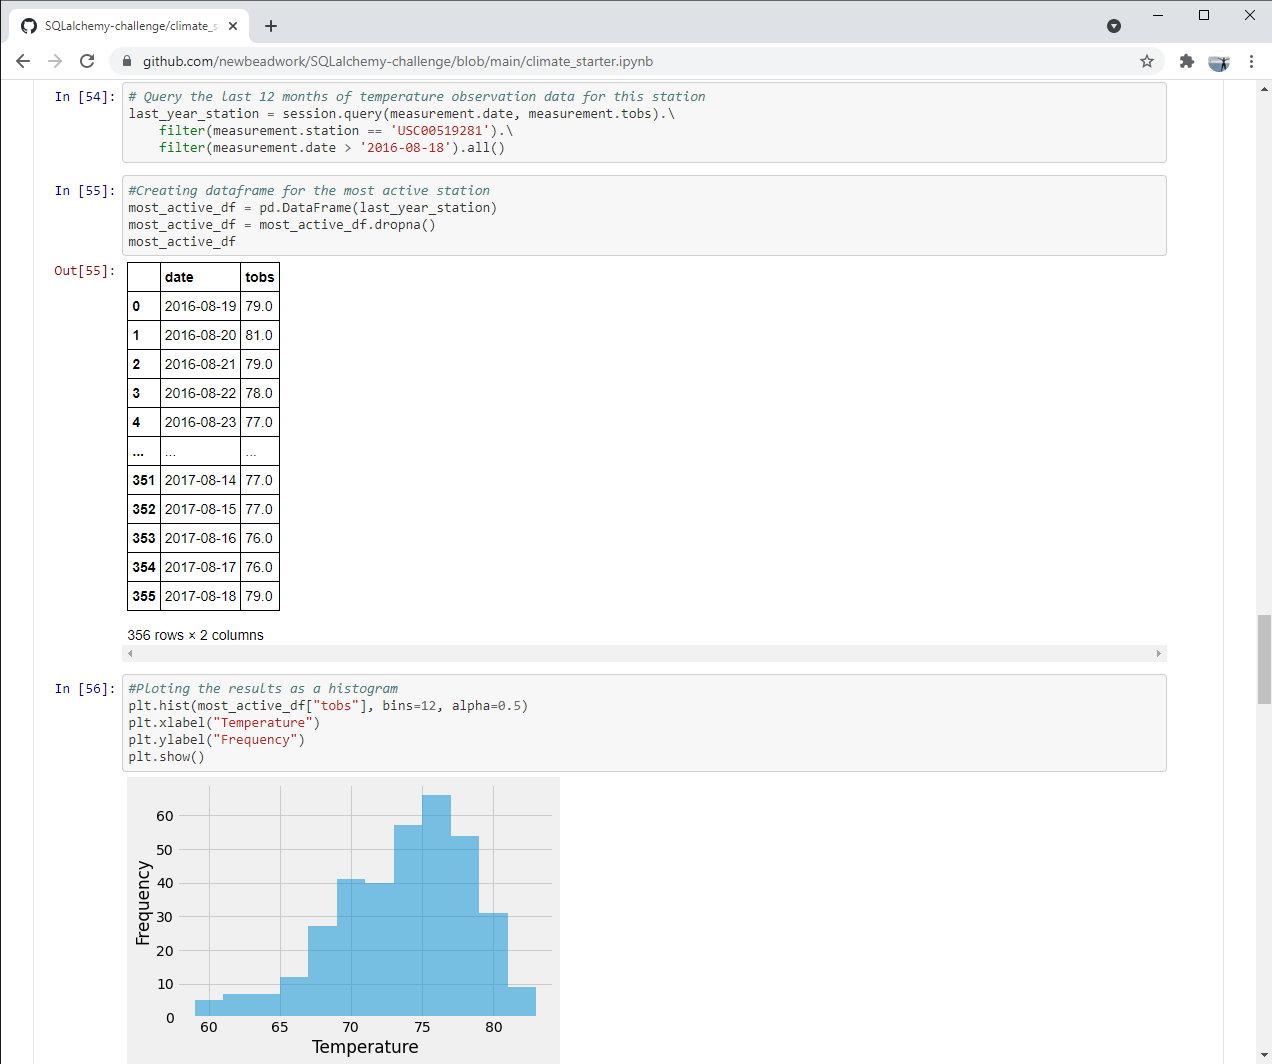 SQLalchemy-challenge/climate_s
github.com/newbeadwork/SQLalchemy-challenge/blob/main/climate_starter.ipynb
In [54]:
# Query the last 12 months of temperature observation data for this station
last_year_station = session.query(measurement.date, measurement.tobs).\
filter(measurement.station == 'USC00519281').\
filter(measurement.date > '2016-08-18').all()
In [55]:
#Creating dataframe for the most active station
most_active_df = pd.DataFrame(last_year_station)
most_active_df = most_active_df.dropna()
most_active_df
Out[55]:
date tobs
0 2016-08-19 79.0
1 2016-08-20 81.0
2 2016-08-21 79.0
3 2016-08-22 78.0
4 2016-08-23 77.0
... ... ...
351 2017-08-14 77.0
352 2017-08-15 77.0
353 2017-08-16 76.0
354 2017-08-17 76.0
355 2017-08-18 79.0
356 rows × 2 columns
In [56]:
#Ploting the results as a histogram
plt.hist(most_active_df["tobs"], bins=12, alpha=0.5)
plt.xlabel("Temperature")
plt.ylabel("Frequency")
plt.show()
Frequency
60
50
40
30
20
10
0
60 65 70 75 80
Temperature